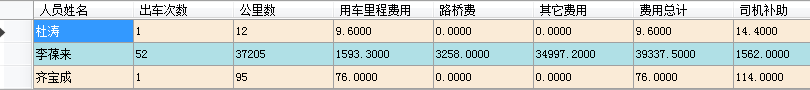 人员姓名 出车次数 公里数 用车里程费用 路桥费 其它费用 费用总计 司机补助
杜涛 1 12 9.6000 0.0000 0.0000 9.6000 14.4000
李葆来 52 37205 1593.3000 3258.0000 34997.2000 39337.5000 1562.0000
齐宝成 1 95 76.0000 0.0000 0.0000 76.0000 114.0000